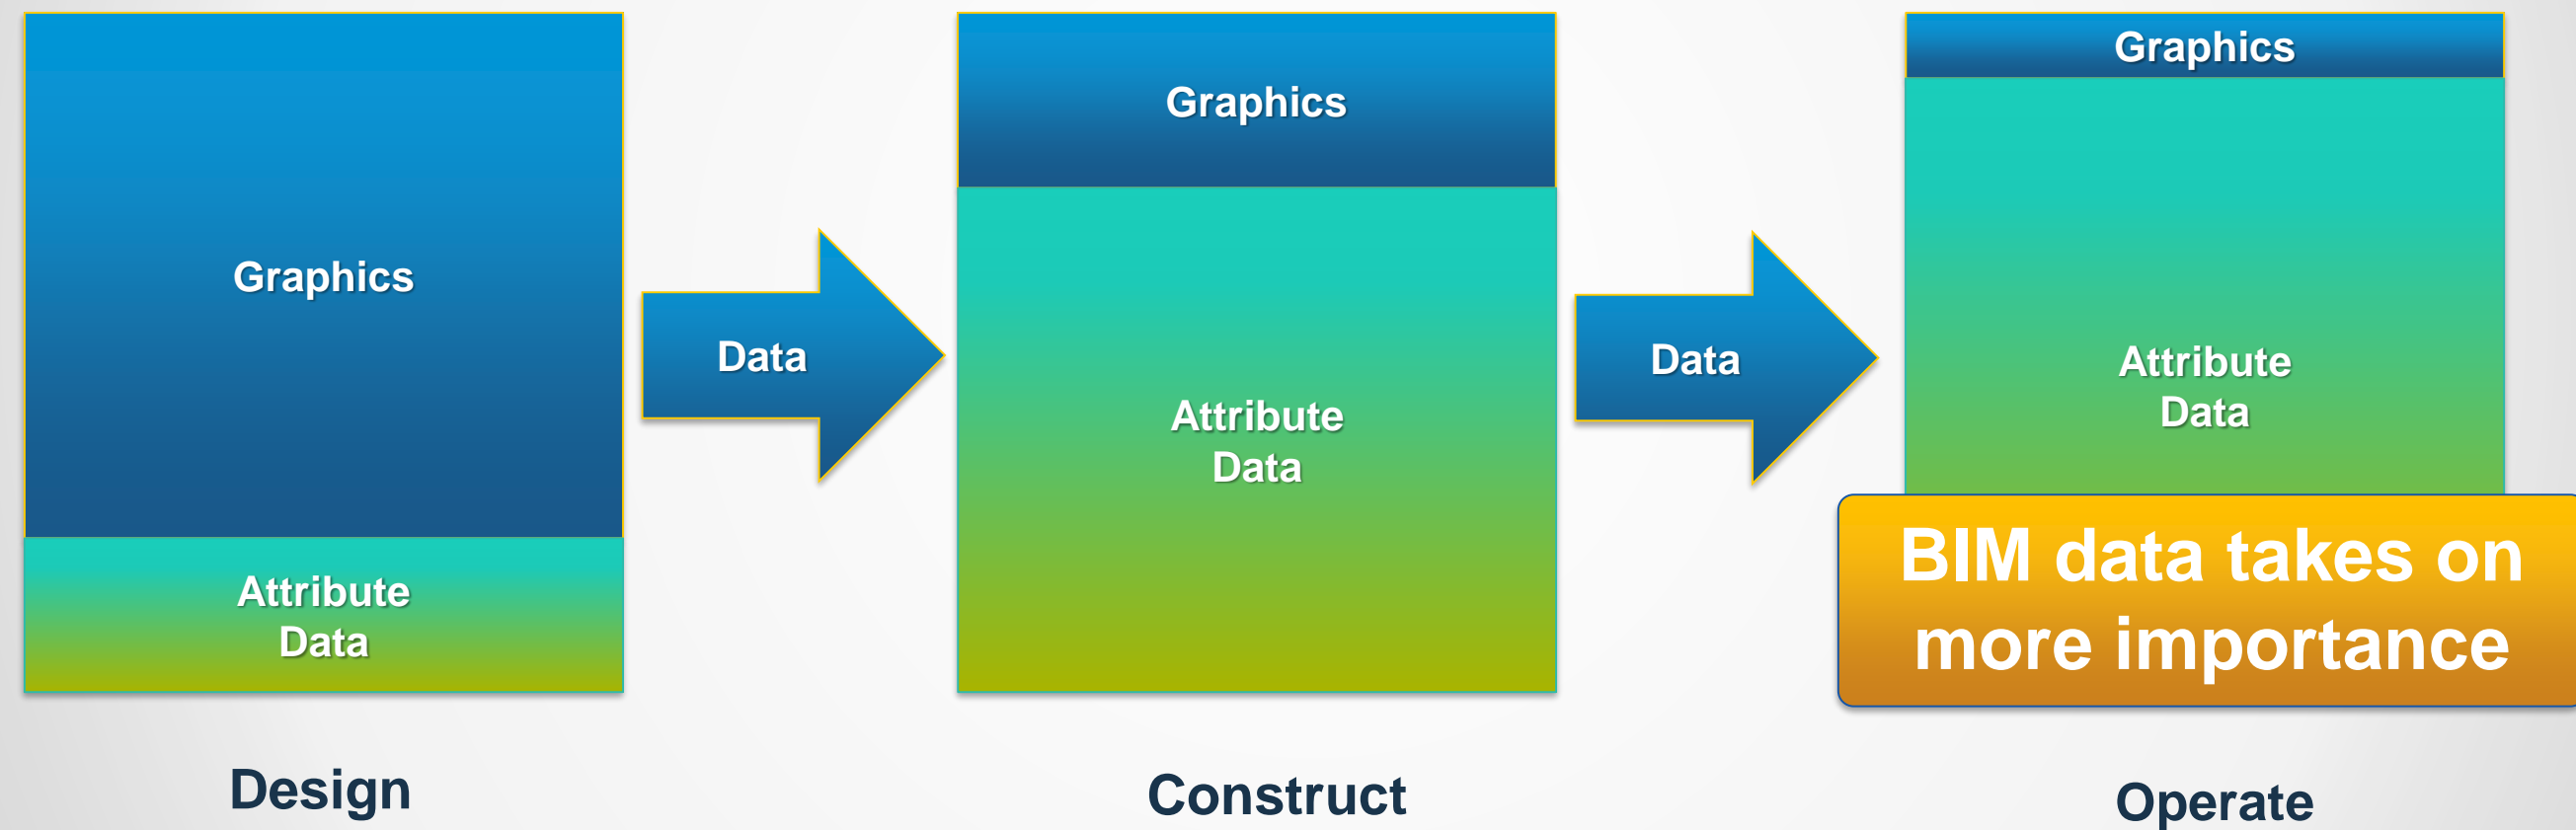 Graphics
Attribute
Data
Design
Data
Graphics
Attribute
Data
Construct
Data
Graphics
Attribute
Data
BIM data takes on
more importance
Operate